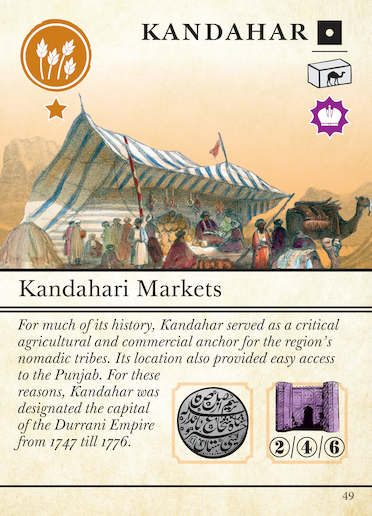 KANDAHAR
Kandahari Markets
For much of its history, Kandahar served as a critical
agricultural and commercial anchor for the region's
nomadic tribes. Its location also provided easy access
to the Punjab. For these
reasons, Kandahar was
designated the capital
of the Durrani Empire
from 1747 till 1776.
2/4/6
49